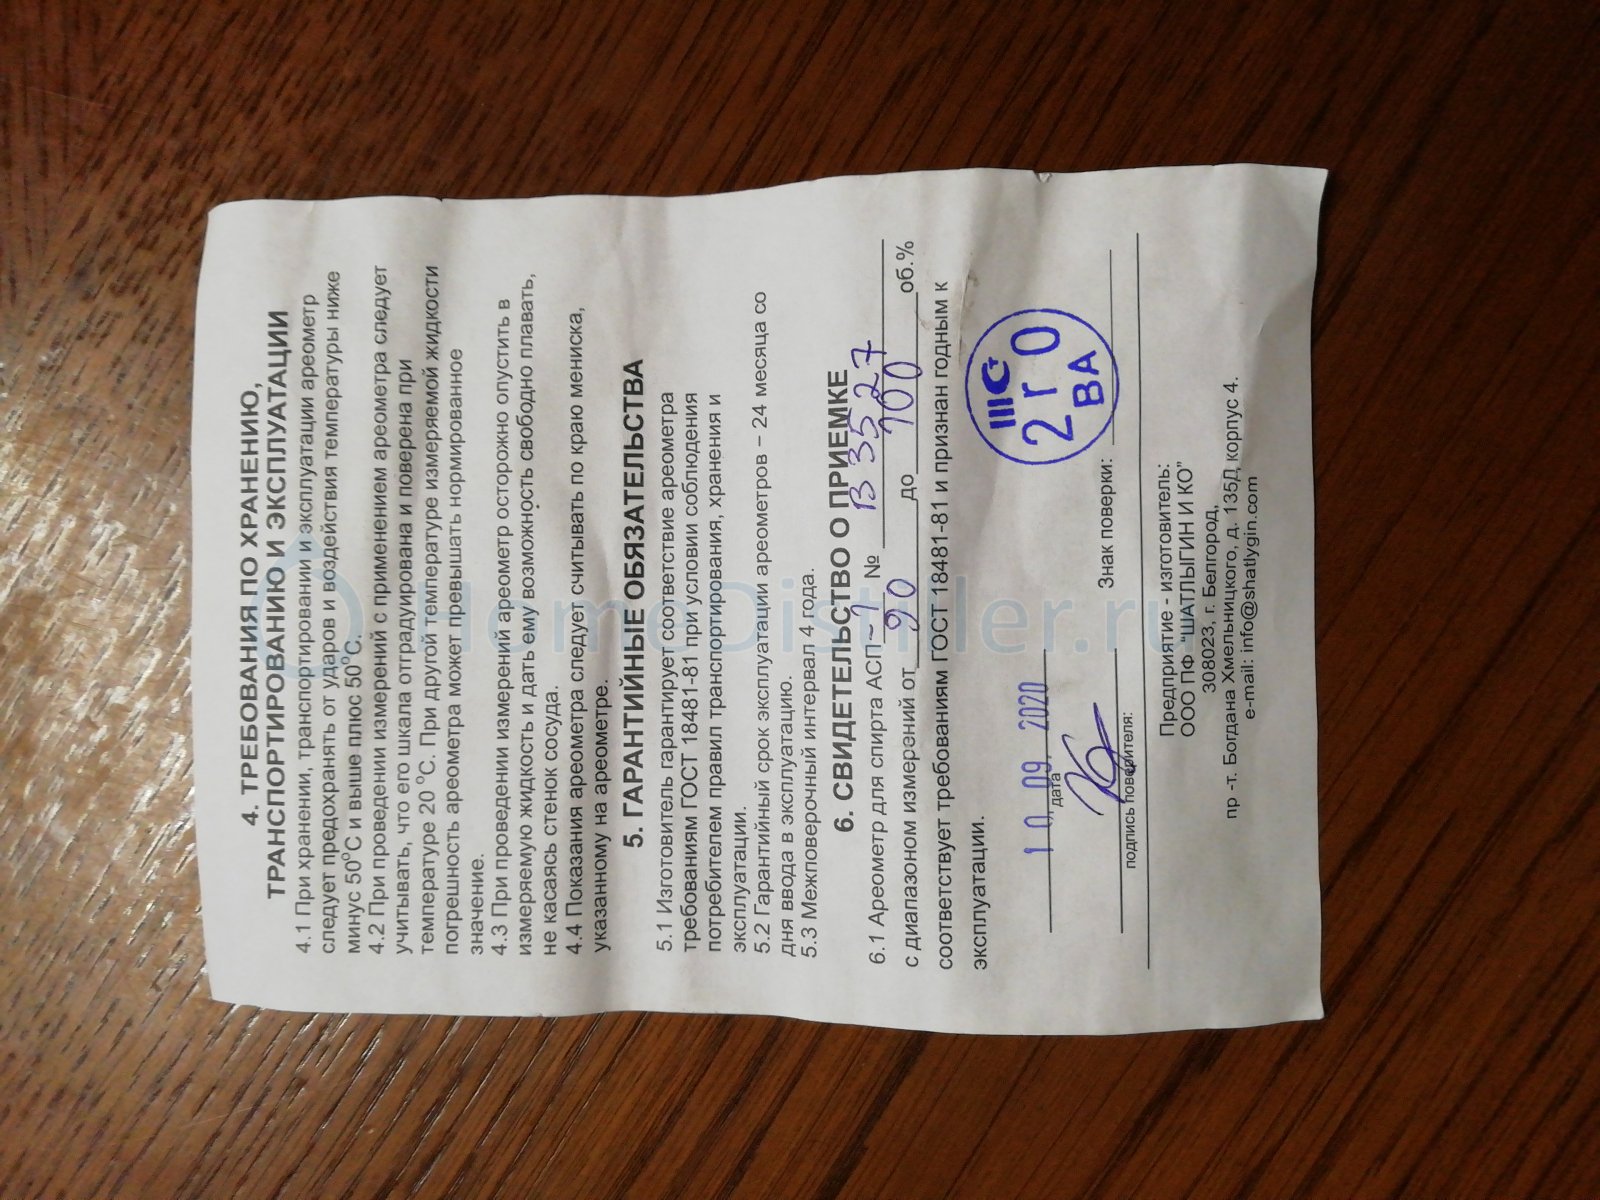 4. ТРЕБОВАНИЯ ПО ХРАНЕНИЮ,
ТРАНСПОРТИРОВАНИЮ И ЭКСПЛУАТАЦИИ
4.1 При хранении, транспортировании и эксплуатации ареометр
следует предохранять от ударов и воздействия температуры ниже
минус 50°С и выше плюс 50°С.
4.2 При проведении измерений с применением ареометра следует
учитывать, что его шкала отградуирована и поверена при
температуре 20 °С. При другой температуре измеряемой жидкости
погрешность ареометра может превышать нормированное
значение.
4.3 При проведении измерений ареометр осторожно опустить в
измеряемую жидкость и дать ему возможность свободно плавать,
не касаясь стенок сосуда.
4.4 Показания ареометра следует считывать по краю мениска,
указанному на ареометре.
5. ГАРАНТИЙНЫЕ ОБЯЗАТЕЛЬСТВА
5.1 Изготовитель гарантирует соответствие ареометра
требованиям ГОСТ 18481-81 при условии соблюдения
потребителем правил транспортирования, хранения и
эксплуатации.
5.2 Гарантийный срок эксплуатации ареометров – 24 месяца со
дня ввода в эксплуатацию.
5.3 Межповерочный интервал 4 года.
6. СВИДЕТЕЛЬСТВО О ПРИЕМКЕ
6.1 Ареометр для спирта АСП-1 № В 3527
с диапазоном измерений от 90 до 100 об.%
соответствует требованиям ГОСТ 18481-81 и признан годным к
эксплуатации.
10. 09. 2020
дата
Знак поверки:
2 г 0
ВА
подпись поверителя:
Предприятие - изготовитель:
ООО ПФ "ШАТЛЫГИН И КО"
308023, г. Белгород,
пр -т. Богдана Хмельницкого, д. 135Д корпус 4.
e-mail: info@shatlygin.com
HomeDistiller.ru